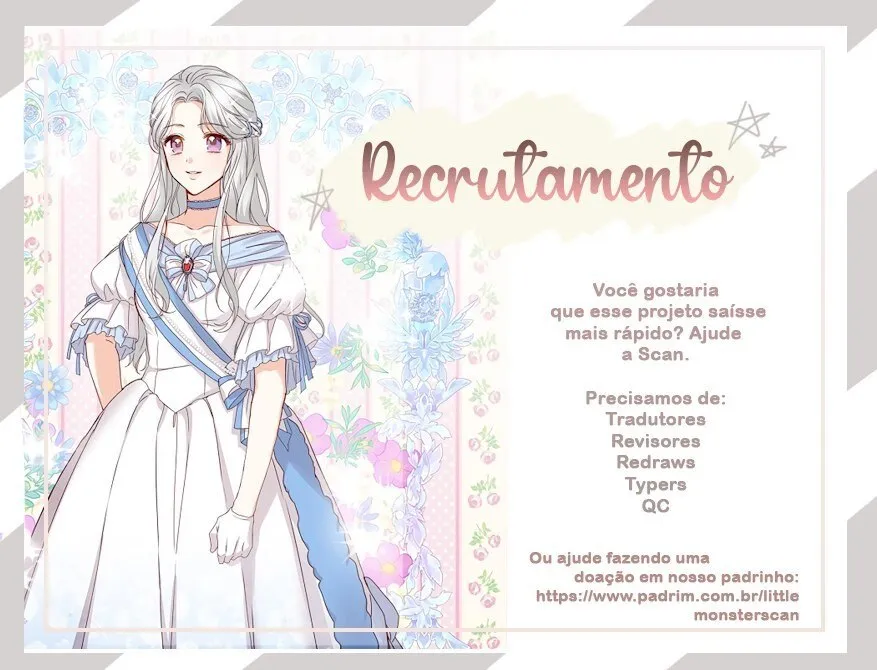 Recrutamento
Você gostaria
que esse projeto saísse
mais rápido? Ajude
a Scan.
Precisamos de:
Tradutores
Revisores
Redraws
Typers
QC
Ou ajude fazendo uma
doação em nosso padrinho:
https://www.padrim.com.br/little
monsterscan